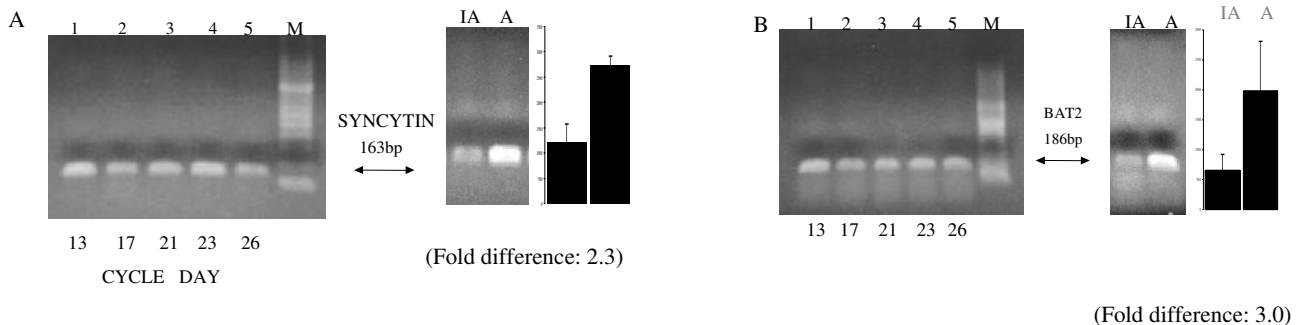 A
1 2 3 4 5 M
IA A
SYNCYTIN
163bp
13 17 21 23 26
CYCLE DAY
(Fold difference: 2.3)
B
1 2 3 4 5 M
IA A
IA A
BAT2
186bp
13 17 21 23 26
(Fold difference: 3.0)